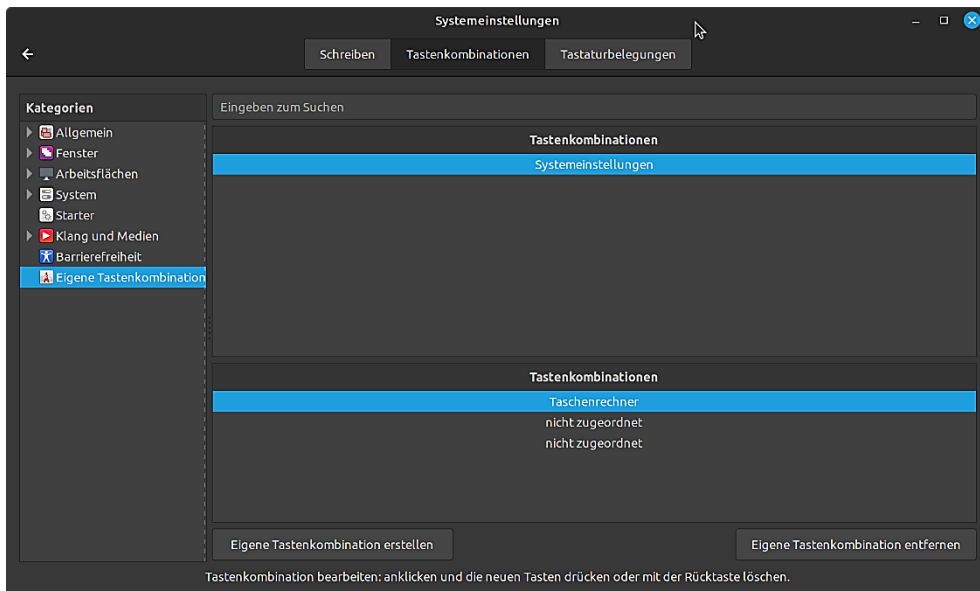 Systemeinstellungen
Schreiben Tastenkombinationen Tastaturbelegungen
Kategorien
Allgemein
Fenster
Arbeitsflächen
System
Starter
Klang und Medien
Barrierefreiheit
Eigene Tastenkombination
Eingeben zum Suchen
Tastenkombinationen
Systemeinstellungen
Tastenkombinationen
Taschenrechner
nicht zugeordnet
nicht zugeordnet
Eigene Tastenkombination erstellen Eigene Tastenkombination entfernen
Tastenkombination bearbeiten: anklicken und die neuen Tasten drücken oder mit der Rücktaste löschen.